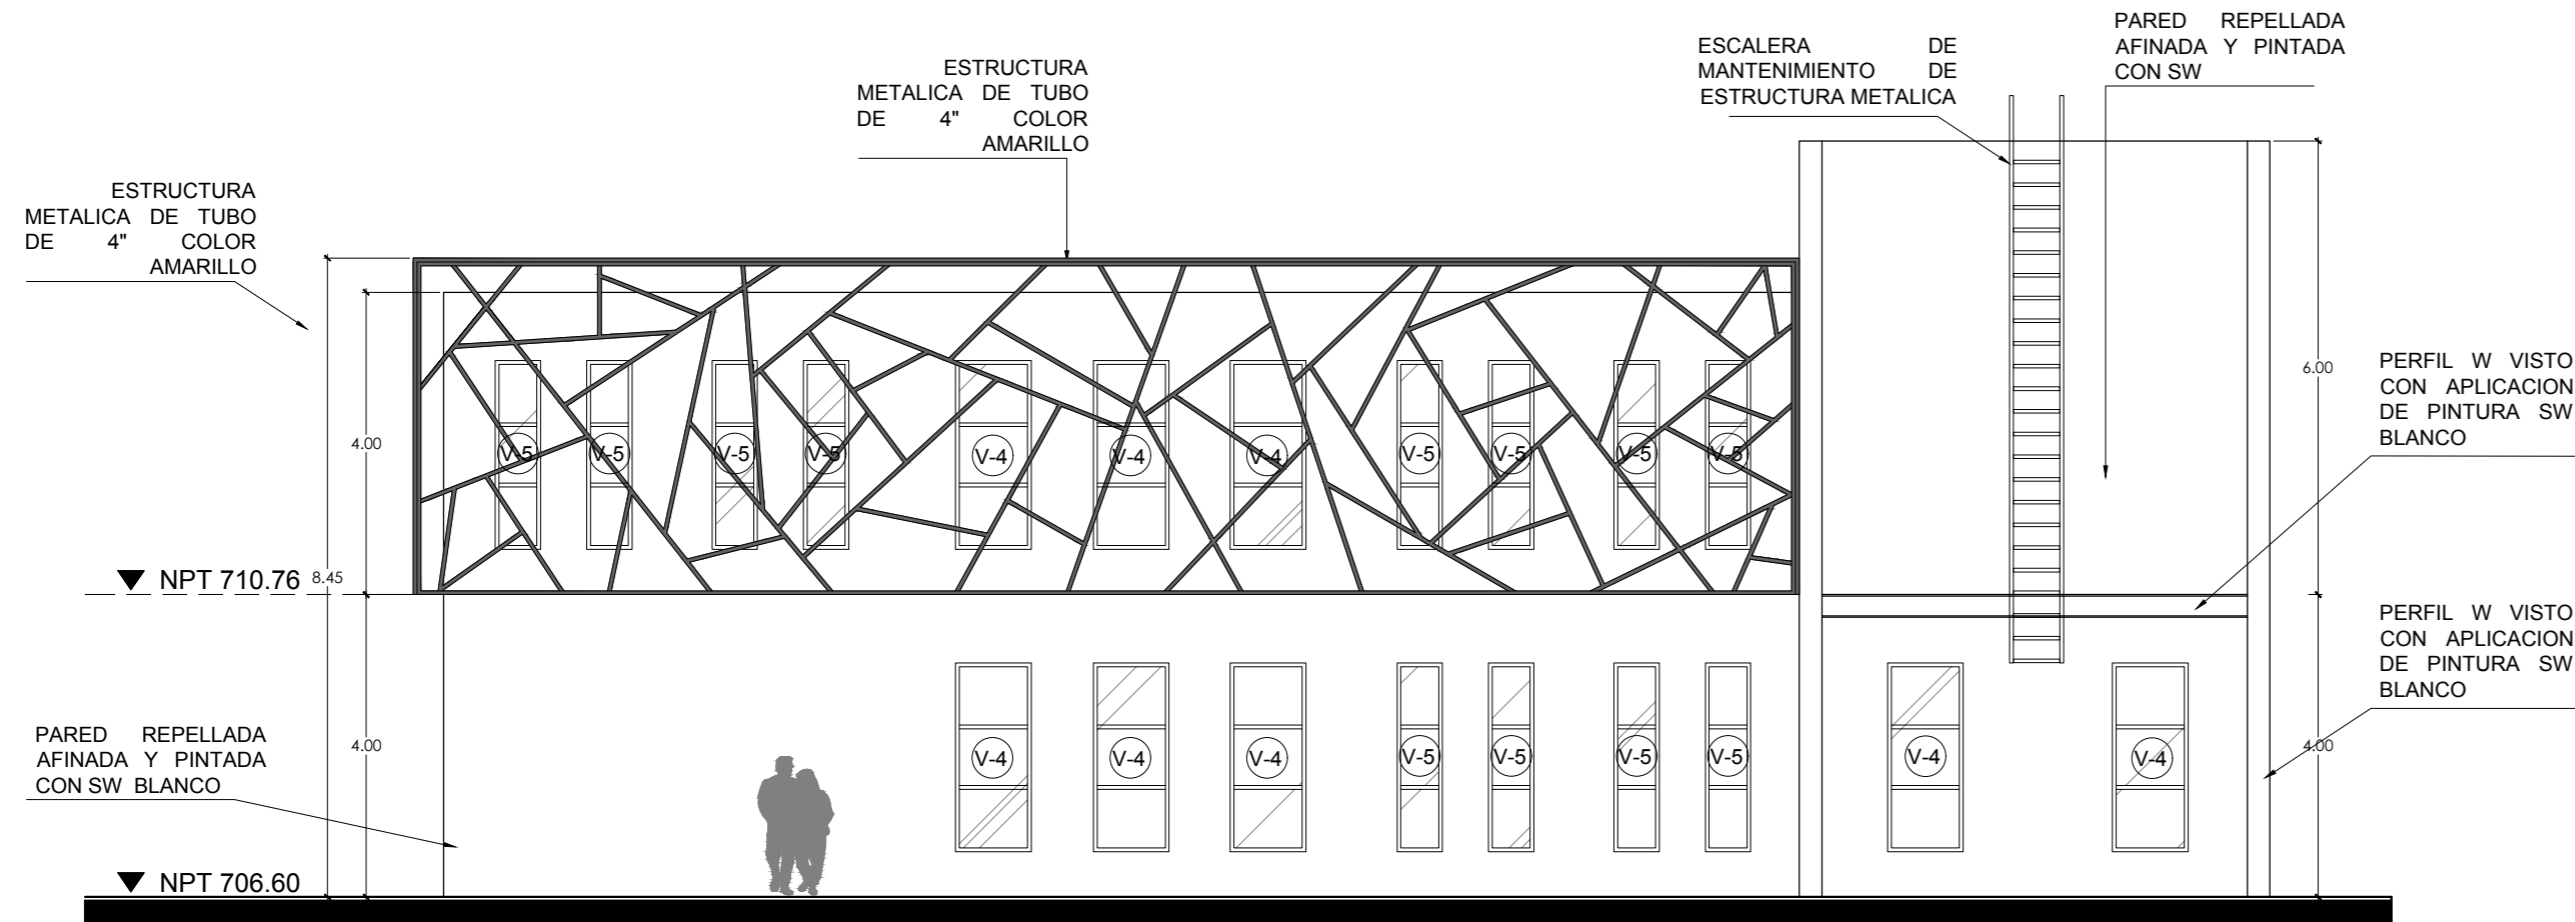 PARED REPELLADA
AFINADA Y PINTADA
CON SW
ESCALERA DE
MANTENIMIENTO DE
ESTRUCTURA METALICA
ESTRUCTURA
METALICA DE TUBO
DE 4" COLOR
AMARILLO
ESTRUCTURA
METALICA DE TUBO
DE 4" COLOR
AMARILLO
6.00
PERFIL W VISTO
CON APLICACION
DE PINTURA SW
BLANCO
4.00
V-5
V-5
V-5
V-5
V-4
V-4
V-4
V-5
V-5
V-5
V-5
NPT 710.76
8.45
PERFIL W VISTO
CON APLICACION
DE PINTURA SW
BLANCO
PARED REPELLADA
AFINADA Y PINTADA
CON SW BLANCO
4.00
V-4
V-4
V-4
V-5
V-5
V-5
V-5
V-4
V-4
4.00
NPT 706.60